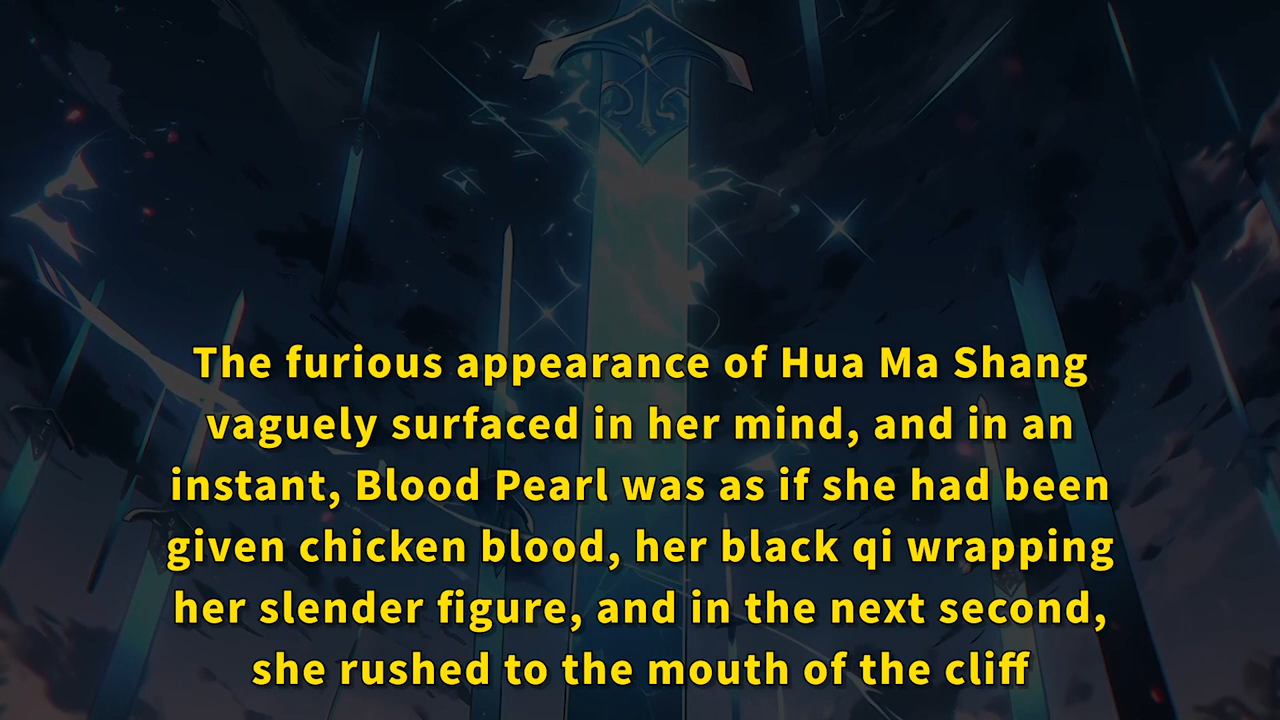 The furious appearance of Hua Ma Shang
vaguely surfaced in her mind, and in an
instant, Blood Pearl was as if she had been
given chicken blood, her black qi wrapping
her slender figure, and in the next second,
she rushed to the mouth of the cliff